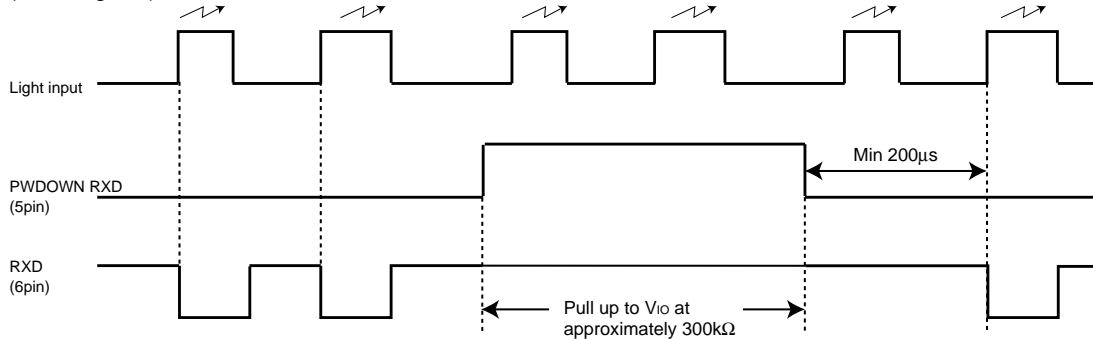 Light input
PWDOWN RXD
(5pin)
Min 200μs
RXD
(6pin)
Pull up to VIO at
approximately 300kΩ